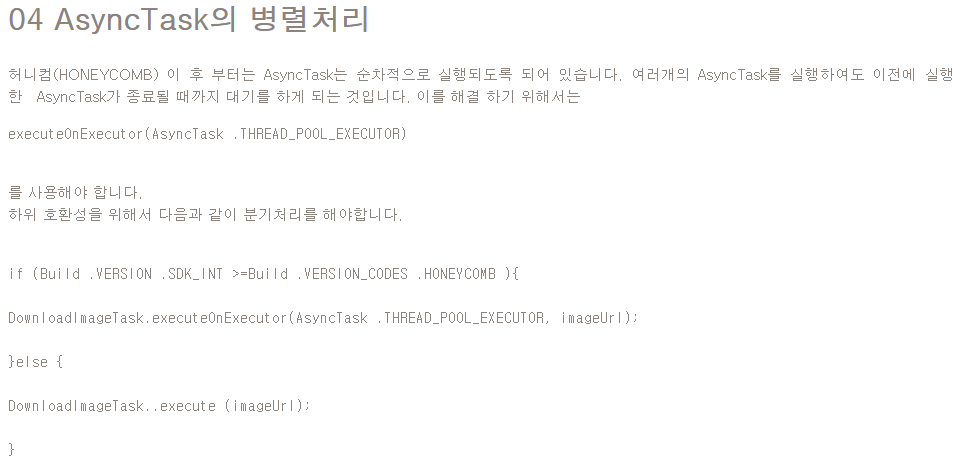 04 AsyncTask의 병렬처리
허니컴(HONEYCOMB) 이 후 부터는 AsyncTask는 순차적으로 실행되도록 되어 있습니다. 여러개의 AsyncTask를 실행하여도 이전에 실행
한 AsyncTask가 종료될 때까지 대기를 하게 되는 것입니다. 이를 해결 하기 위해서는
executeOnExecutor(AsyncTask .THREAD_POOL_EXECUTOR)
를 사용해야 합니다.
하위 호환성을 위해서 다음과 같이 분기처리를 해야합니다.
if (Build .VERSION .SDK_INT >=Build .VERSION_CODES .HONEYCOMB ){
DownloadImageTask.executeOnExecutor(AsyncTask .THREAD_POOL_EXECUTOR, imageUrl);
}else {
DownloadImageTask..execute (imageUrl);
}